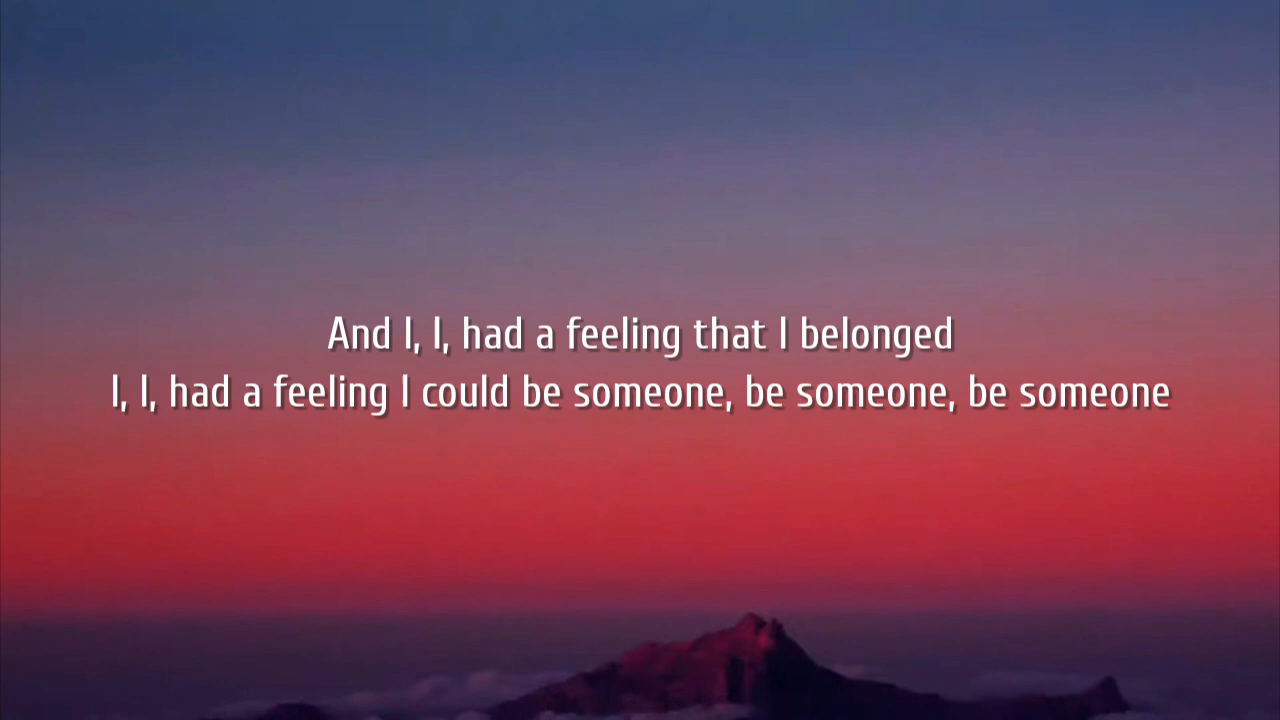 And I, I, had a feeling that I belonged
I, I, had a feeling I could be someone, be someone, be someone